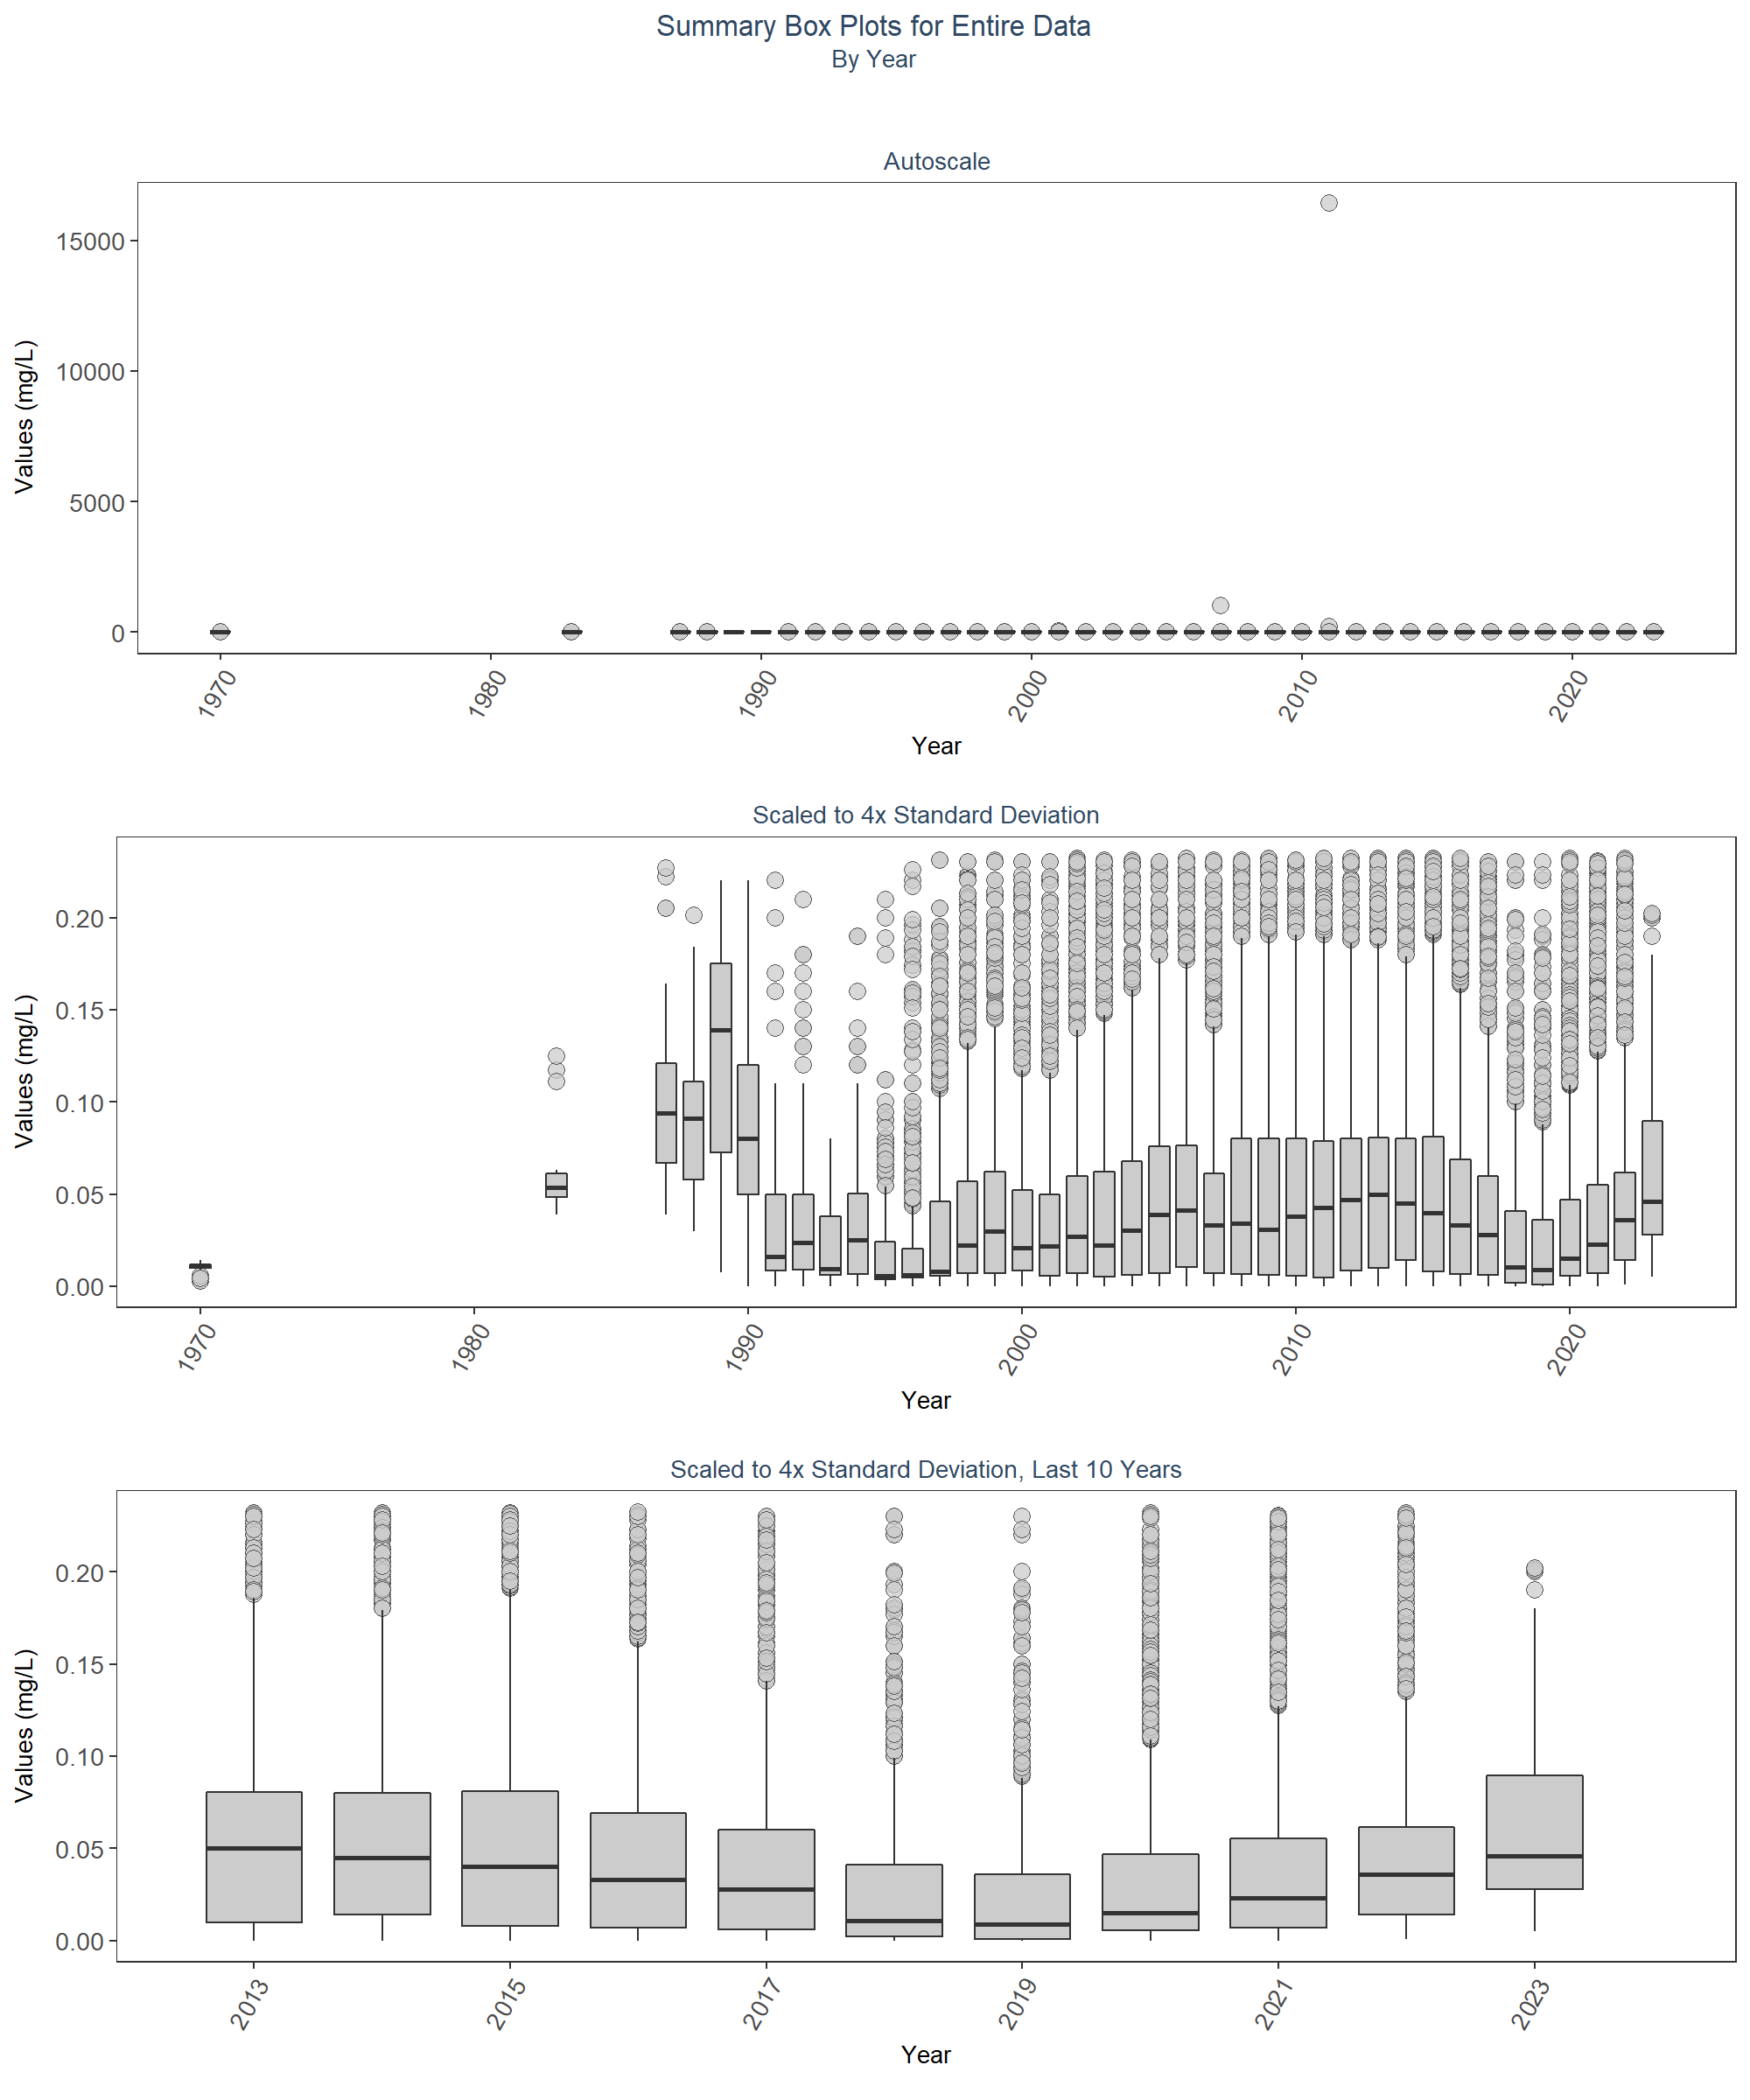 Summary Box Plots for Entire Data
By Year
Autoscale
Values (mg/L)
15000
10000
5000
0
1970
1980
1990
2000
2010
2020
Year
Scaled to 4x Standard Deviation
Values (mg/L)
0.20
0.15
0.10
0.05
0.00
1970
1980
1990
2000
2010
2020
Year
Scaled to 4x Standard Deviation, Last 10 Years
Values (mg/L)
0.20
0.15
0.10
0.05
0.00
2013
2015
2017
2019
2021
2023
Year